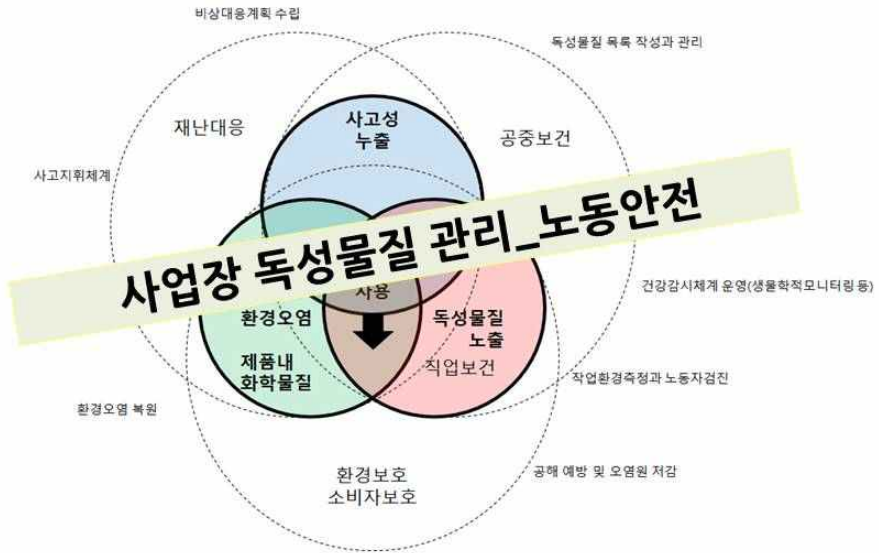 비상대응계획 수립
독성물질 목록 작성과 관리
사고성
누출
재난대응
공중보건
사고지휘체계
사업장 독성물질 관리_노동안전
건강감시체계 운영(생물학적모니터링등)
사용
환경오염
독성물질
노출
제품내
화학물질
직업보건
작업환경측정과 노동자검진
환경오염 복원
환경보호
소비자보호
공해 예방 및 오염원 저감